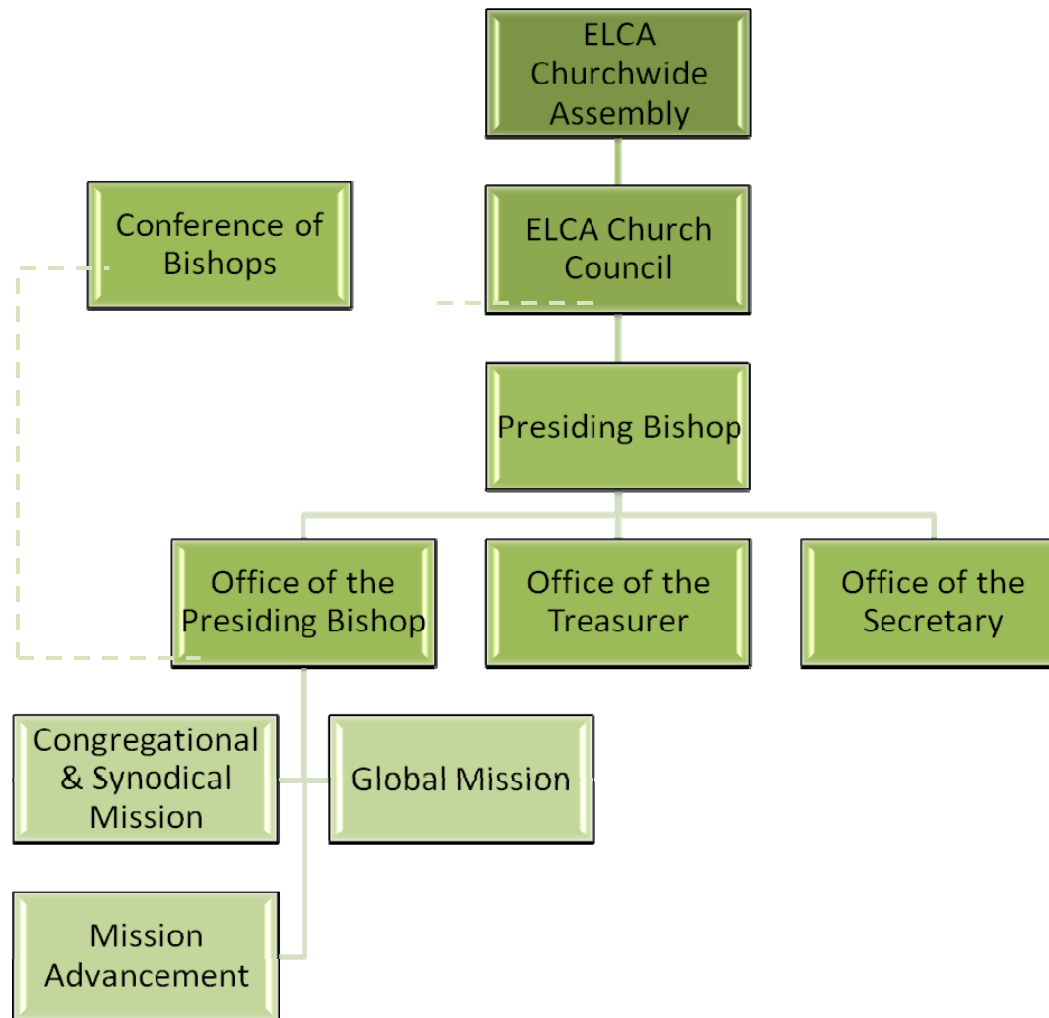 ELCA
Churchwide
Assembly
Conference of
Bishops
ELCA Church
Council
Presiding Bishop
Office of the
Presiding Bishop
Office of the
Treasurer
Office of the
Secretary
Congregational
& Synodical
Mission
Global Mission
Mission
Advancement